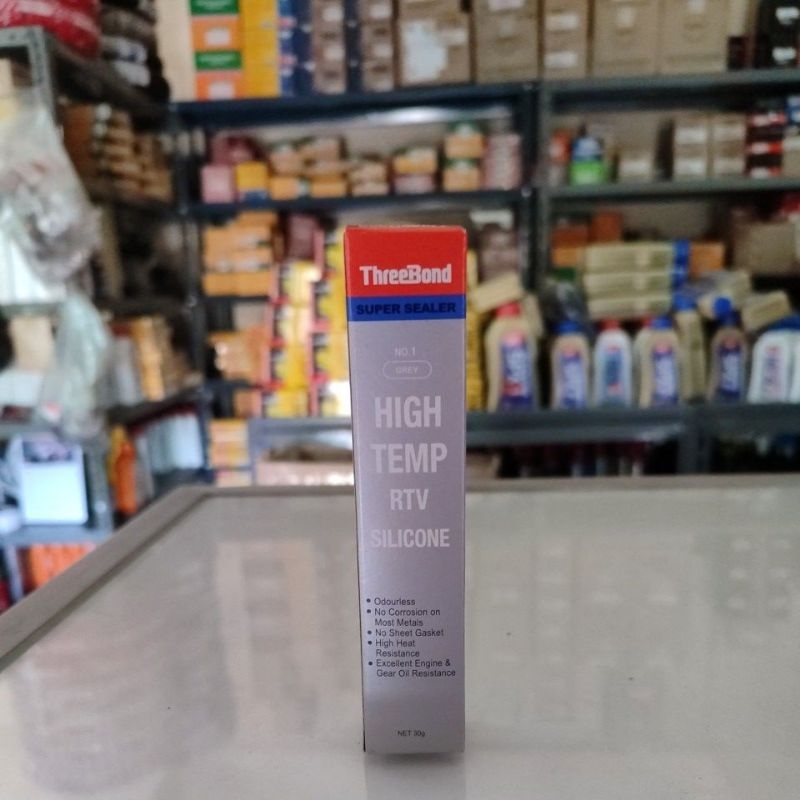 ThreeBond
SUPER SEALER
NO.1
GREY
HIGH
TEMP
RTV
SILICONE
• Odourless
• No Corrosion on
Most Metals
• No Sheet Gasket
• High Heat
Resistance
• Excellent Engine &
Gear Oil Resistance
NET 30g